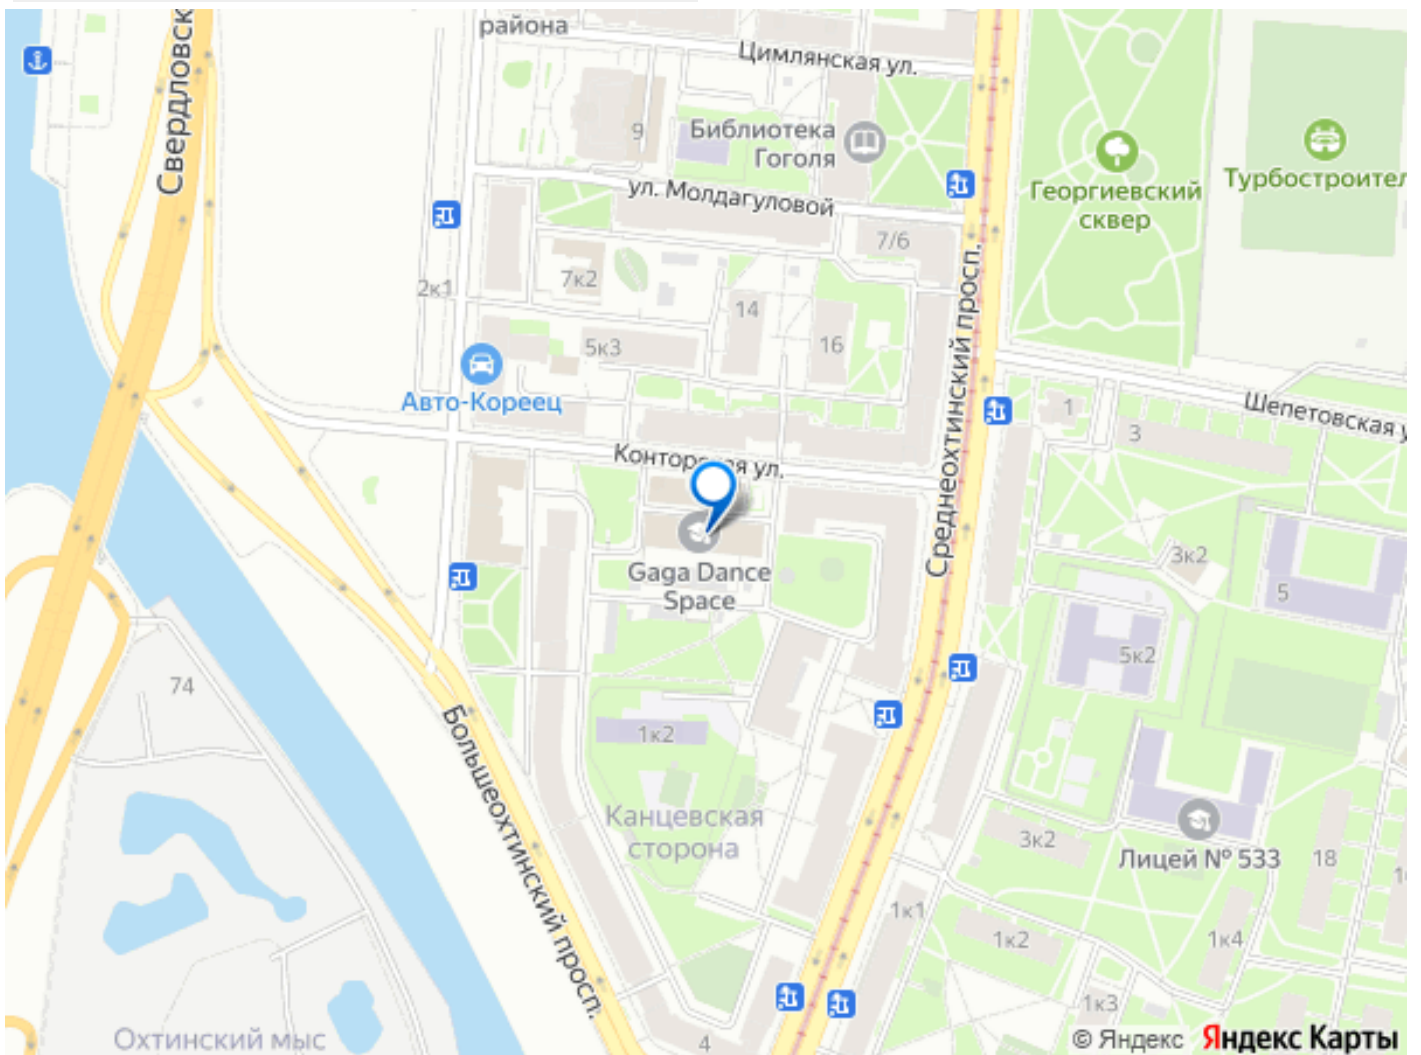 района
Цимлянская ул.
Свердловск
9
Библиотека
Гоголя
ул. Молдагуловой
Георгиевский
сквер
Турбостроител
7/6
7к2
2к1
14
16
5к3
Авто-Кореец
Среднеохтинский просп.
1
3
Шепетовская у
Конторская ул.
Gaga Dance
Space
3к2
5
5к2
74
1к2
Большеохтинский просп.
Канцевская
сторона
3к2
Лицей № 533
18
1к1
1к2
1к4
1к3
Охтинский мыс
4
© Яндекс Яндекс Карты